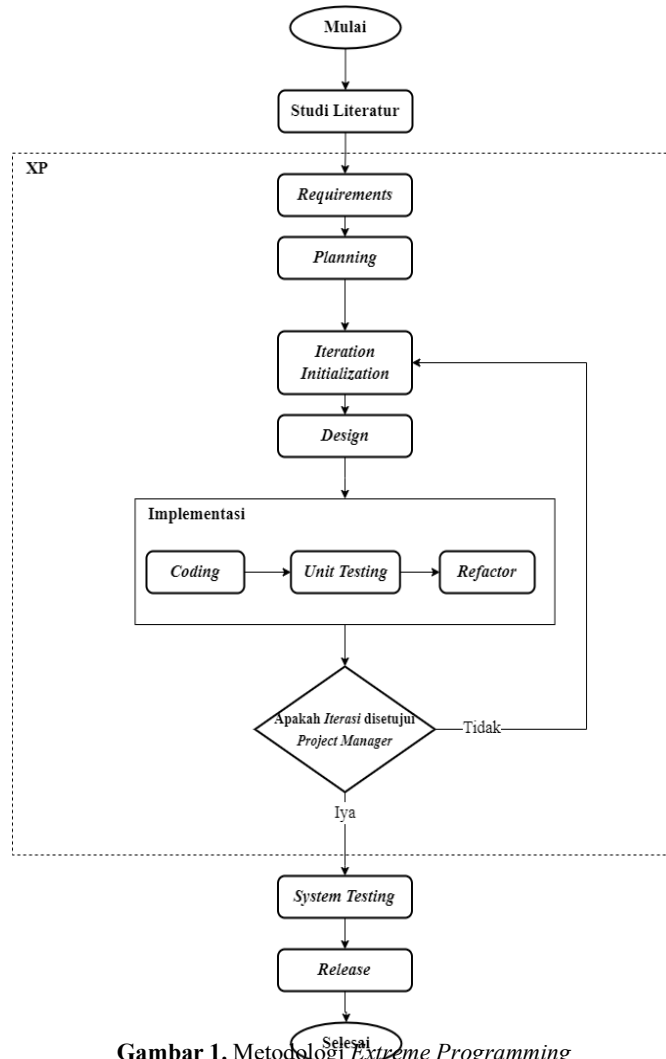 Mulai
Studi Literatur
XP
Requirements
Planning
Iteration
Initialization
Design
Implementasi
Coding
Unit Testing
Refactor
Apakah Iterasi disetujui
Project Manager
Tidak
Iya
System Testing
Release
Selesai
Gambar 1. Metodologi Extreme Programming